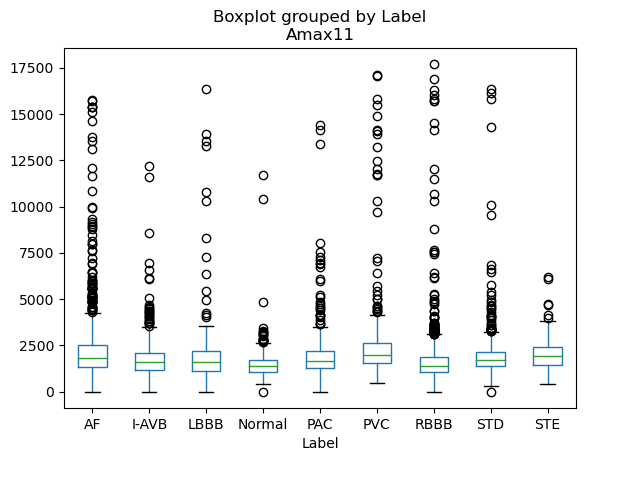 Boxplot grouped by Label
Amax11
17500
15000
12500
10000
7500
5000
2500
0
AF I-AVB LBBB Normal PAC PVC RBBB STD STE
Label